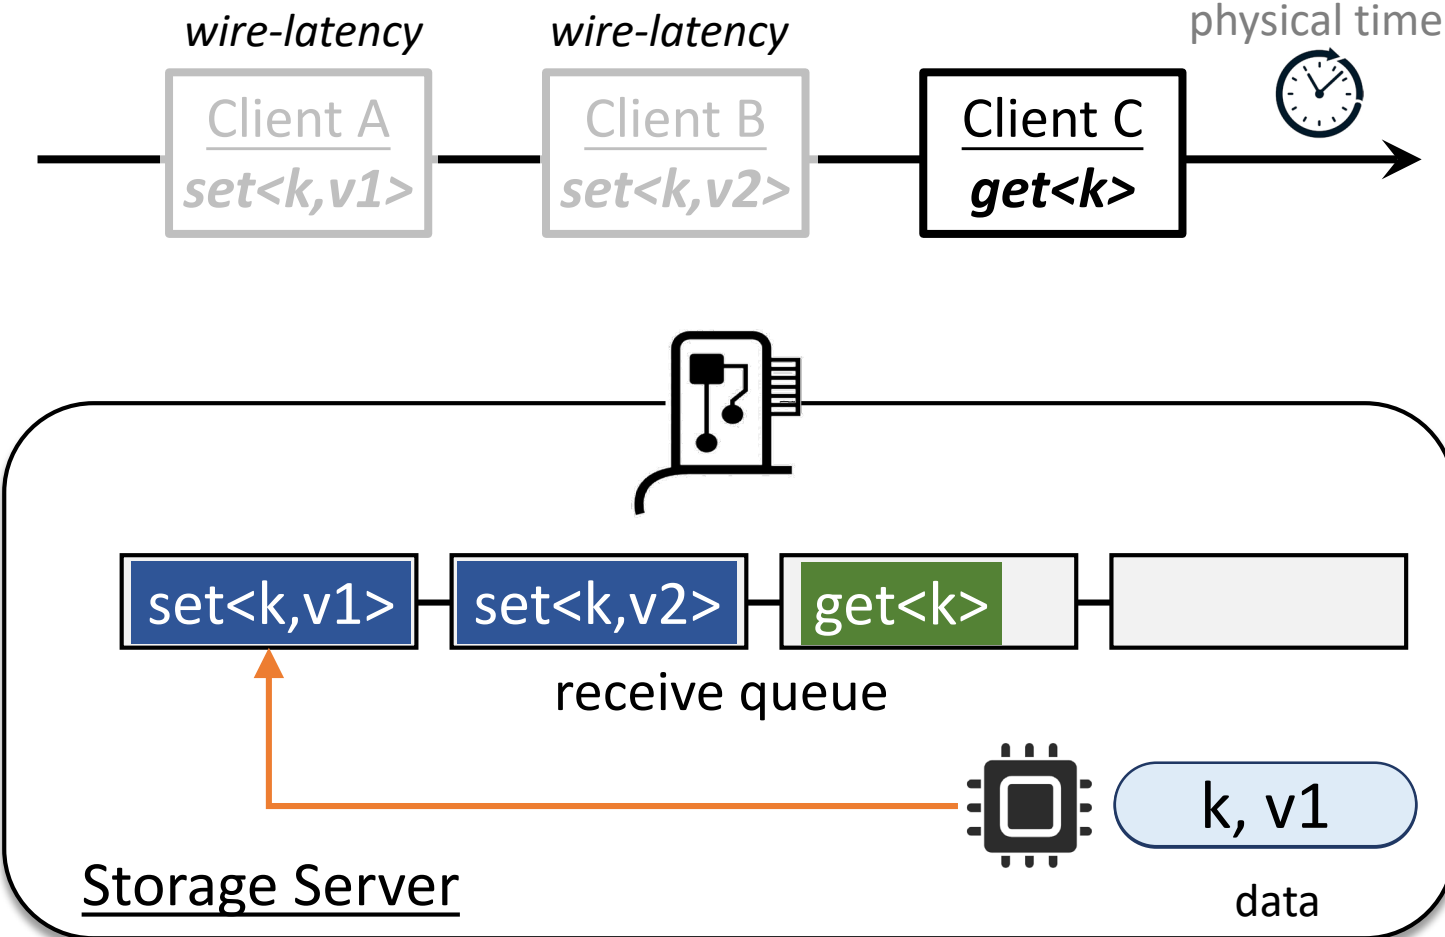 wire-latency
wire-latency
physical time
Client A
set<k,v1>
Client B
set<k,v2>
Client C
get<k>
set<k,v1>
set<k,v2>
get<k>
receive queue
k, v1
data
Storage Server